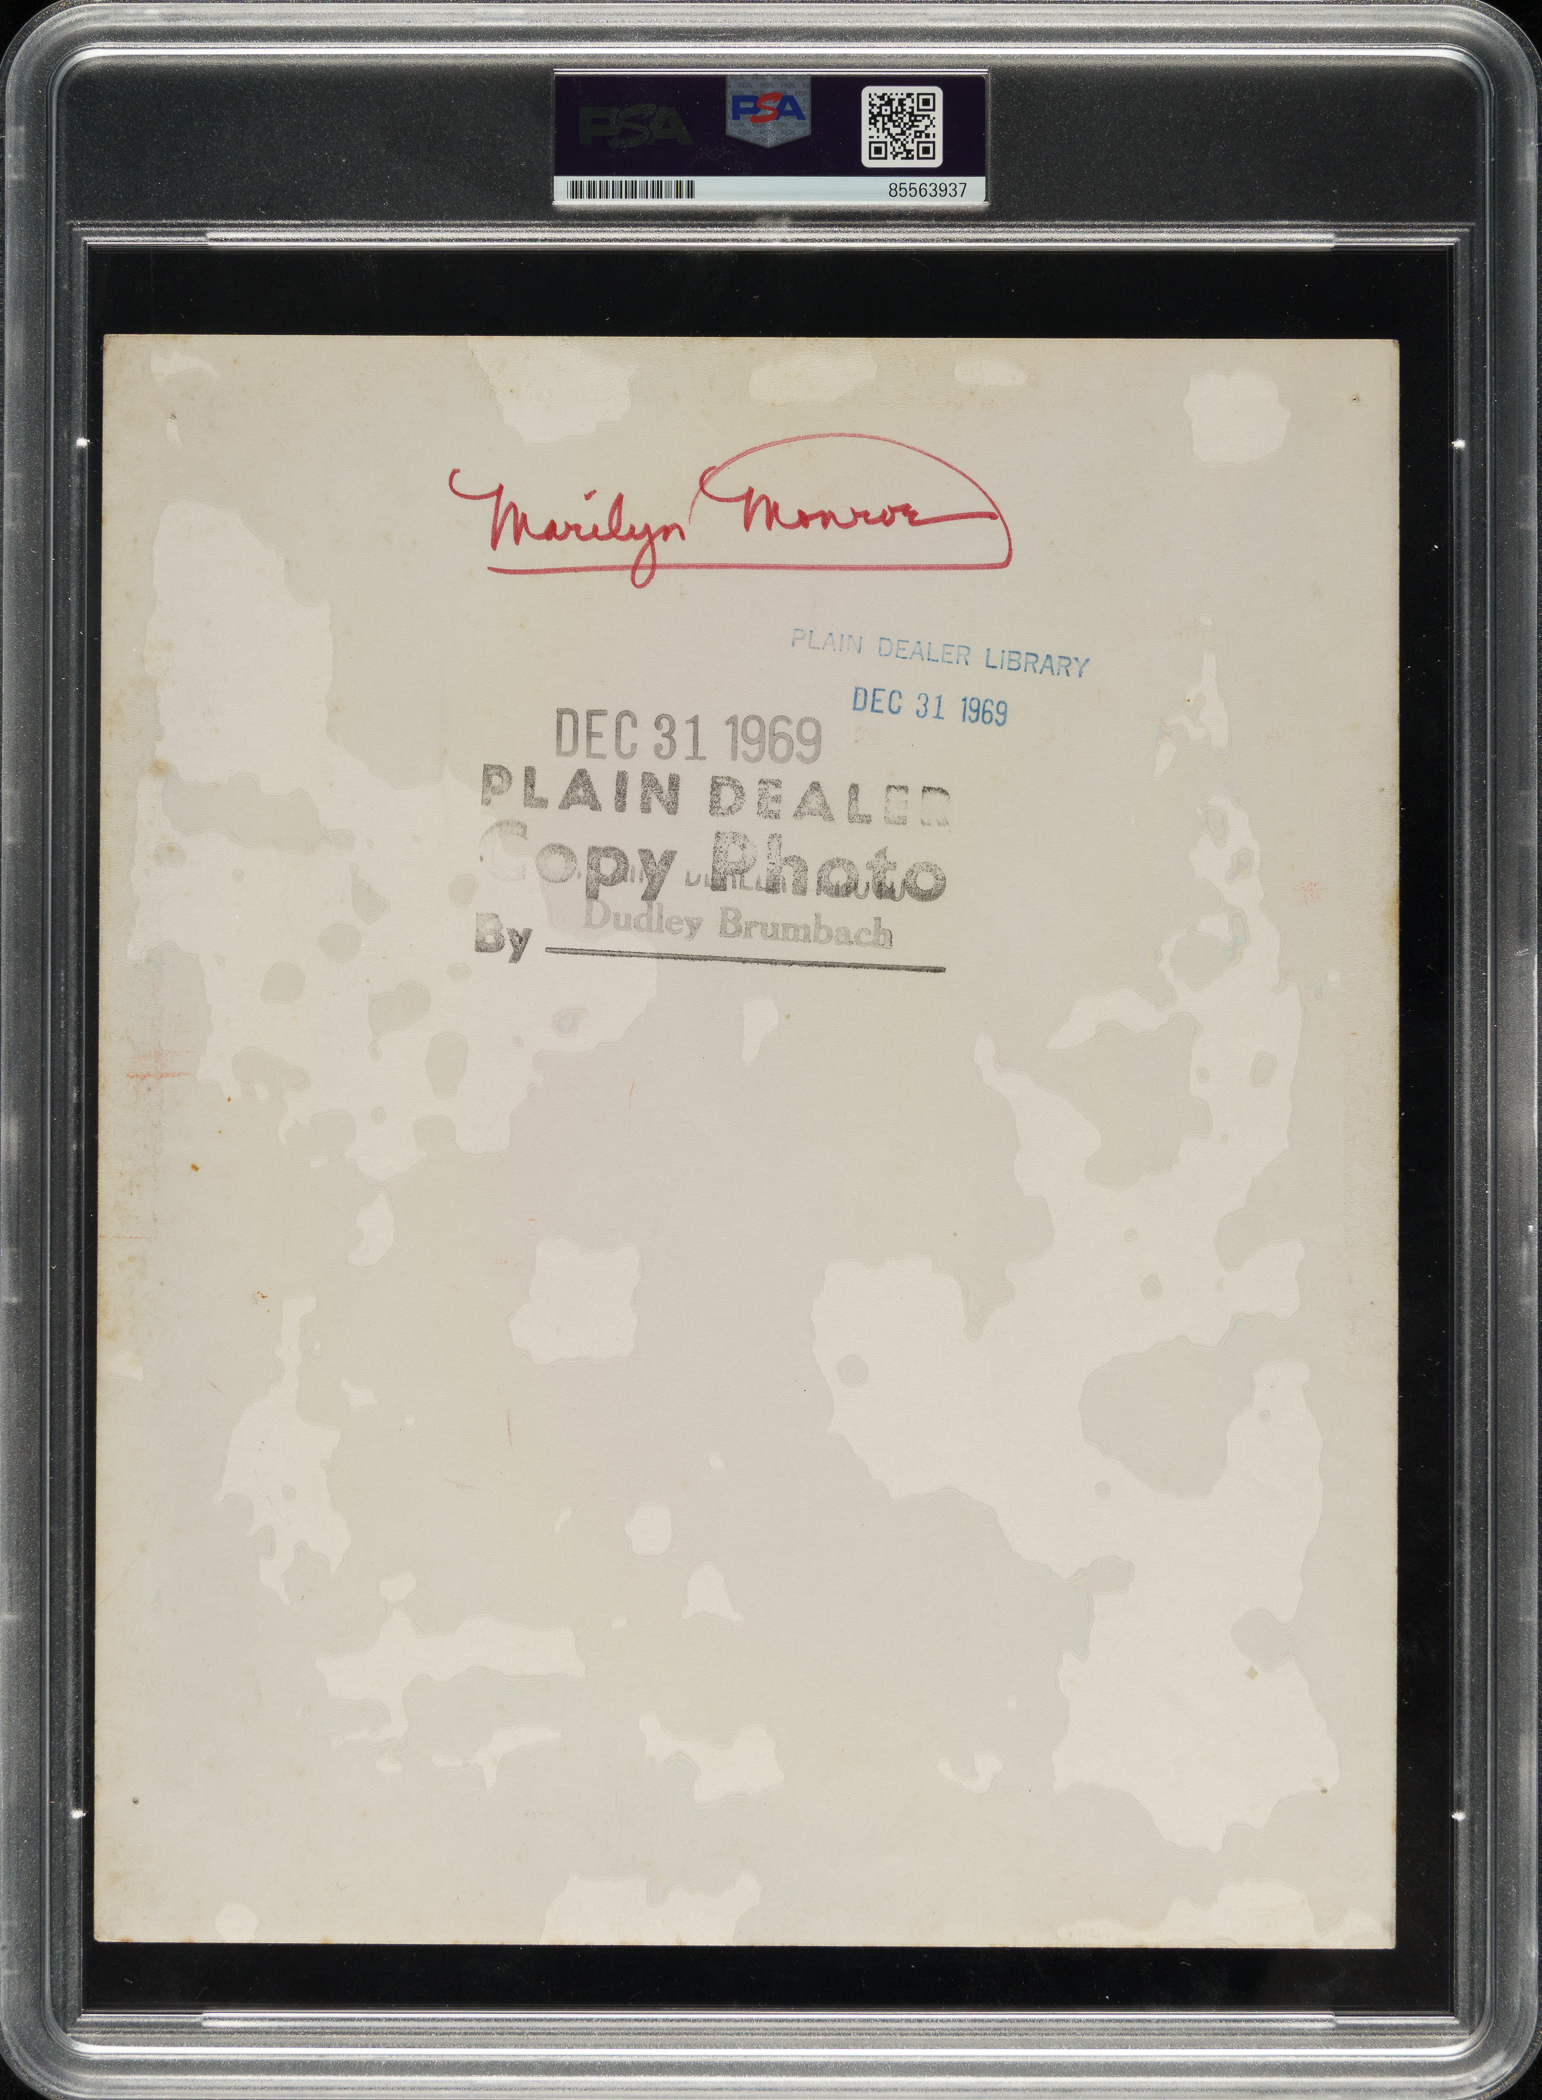 PSA
PSA
85563937
Marilyn Monroe
PLAIN DEALER LIBRARY
DEC 31 1969
DEC 31 1969
PLAIN DEALER
Copy Photo
Dudley Brumbach
By